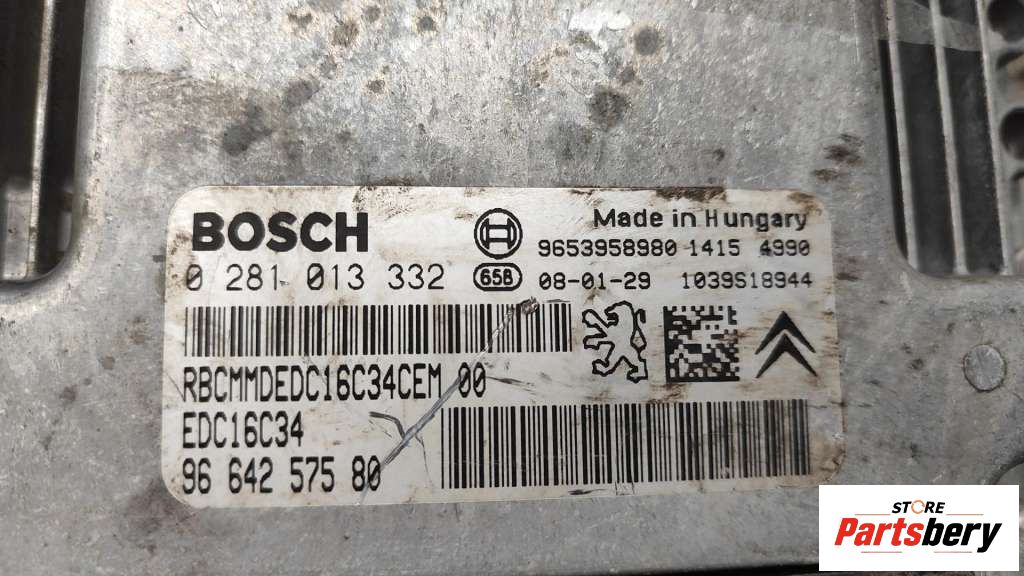 BOSCH
Made in Hungary
9653958980 1415 4990
0 281 013 332 658 08-01-29 1039S18944
RBCMMDEDC16C34CEM 00
EDC16C34
96 642 575 80
STORE
Partsbery